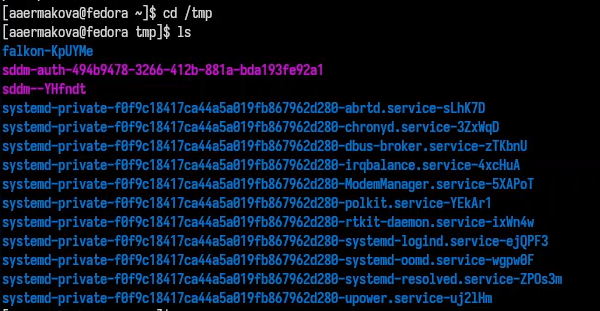 [aaermakova@fedora ~]$ cd /tmp
[aaermakova@fedora tmp]$ ls
falkon-KpUYMe
sddm-auth-494b9478-3266-412b-881a-bda193fe92a1
sddm--YHfndt
systemd-private-f0f9c18417ca44a5a019fb867962d280-abrtd.service-sLhK7D
systemd-private-f0f9c18417ca44a5a019fb867962d280-chronyd.service-3ZxWqD
systemd-private-f0f9c18417ca44a5a019fb867962d280-dbus-broker.service-zTKbnU
systemd-private-f0f9c18417ca44a5a019fb867962d280-irqbalance.service-4xcHuA
systemd-private-f0f9c18417ca44a5a019fb867962d280-ModemManager.service-5XAPoT
systemd-private-f0f9c18417ca44a5a019fb867962d280-polkit.service-YEkAr1
systemd-private-f0f9c18417ca44a5a019fb867962d280-rtkit-daemon.service-ixWn4w
systemd-private-f0f9c18417ca44a5a019fb867962d280-systemd-logind.service-ejQPF3
systemd-private-f0f9c18417ca44a5a019fb867962d280-systemd-oomd.service-wgpw0F
systemd-private-f0f9c18417ca44a5a019fb867962d280-systemd-resolved.service-ZPOs3m
systemd-private-f0f9c18417ca44a5a019fb867962d280-upower.service-uj2lHm